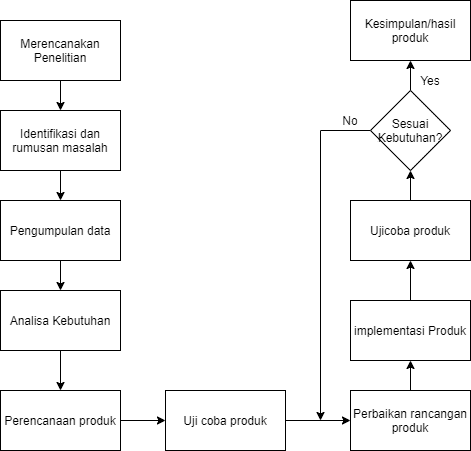 Merencanakan
Penelitian
Identifikasi dan
rumusan masalah
Pengumpulan data
Analisa Kebutuhan
Perencanaan produk
Uji coba produk
Perbaikan rancangan
produk
implementasi Produk
Ujicoba produk
Sesuai
Kebutuhan?
No
Yes
Kesimpulan/hasil
produk